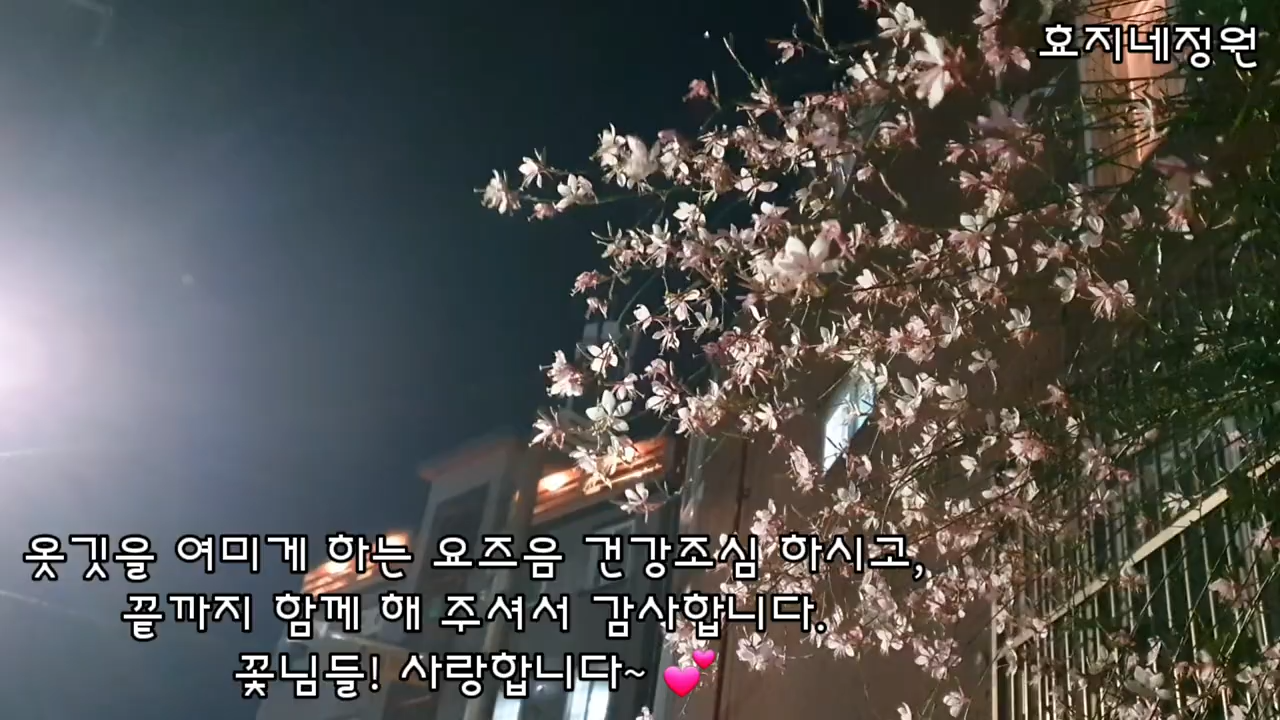 효지네정원
옷깃을 여미게 하는 요즈음 건강조심 하시고,
끝까지 함께 해 주셔서 감사합니다.
꽃님들! 사랑합니다~ 💕